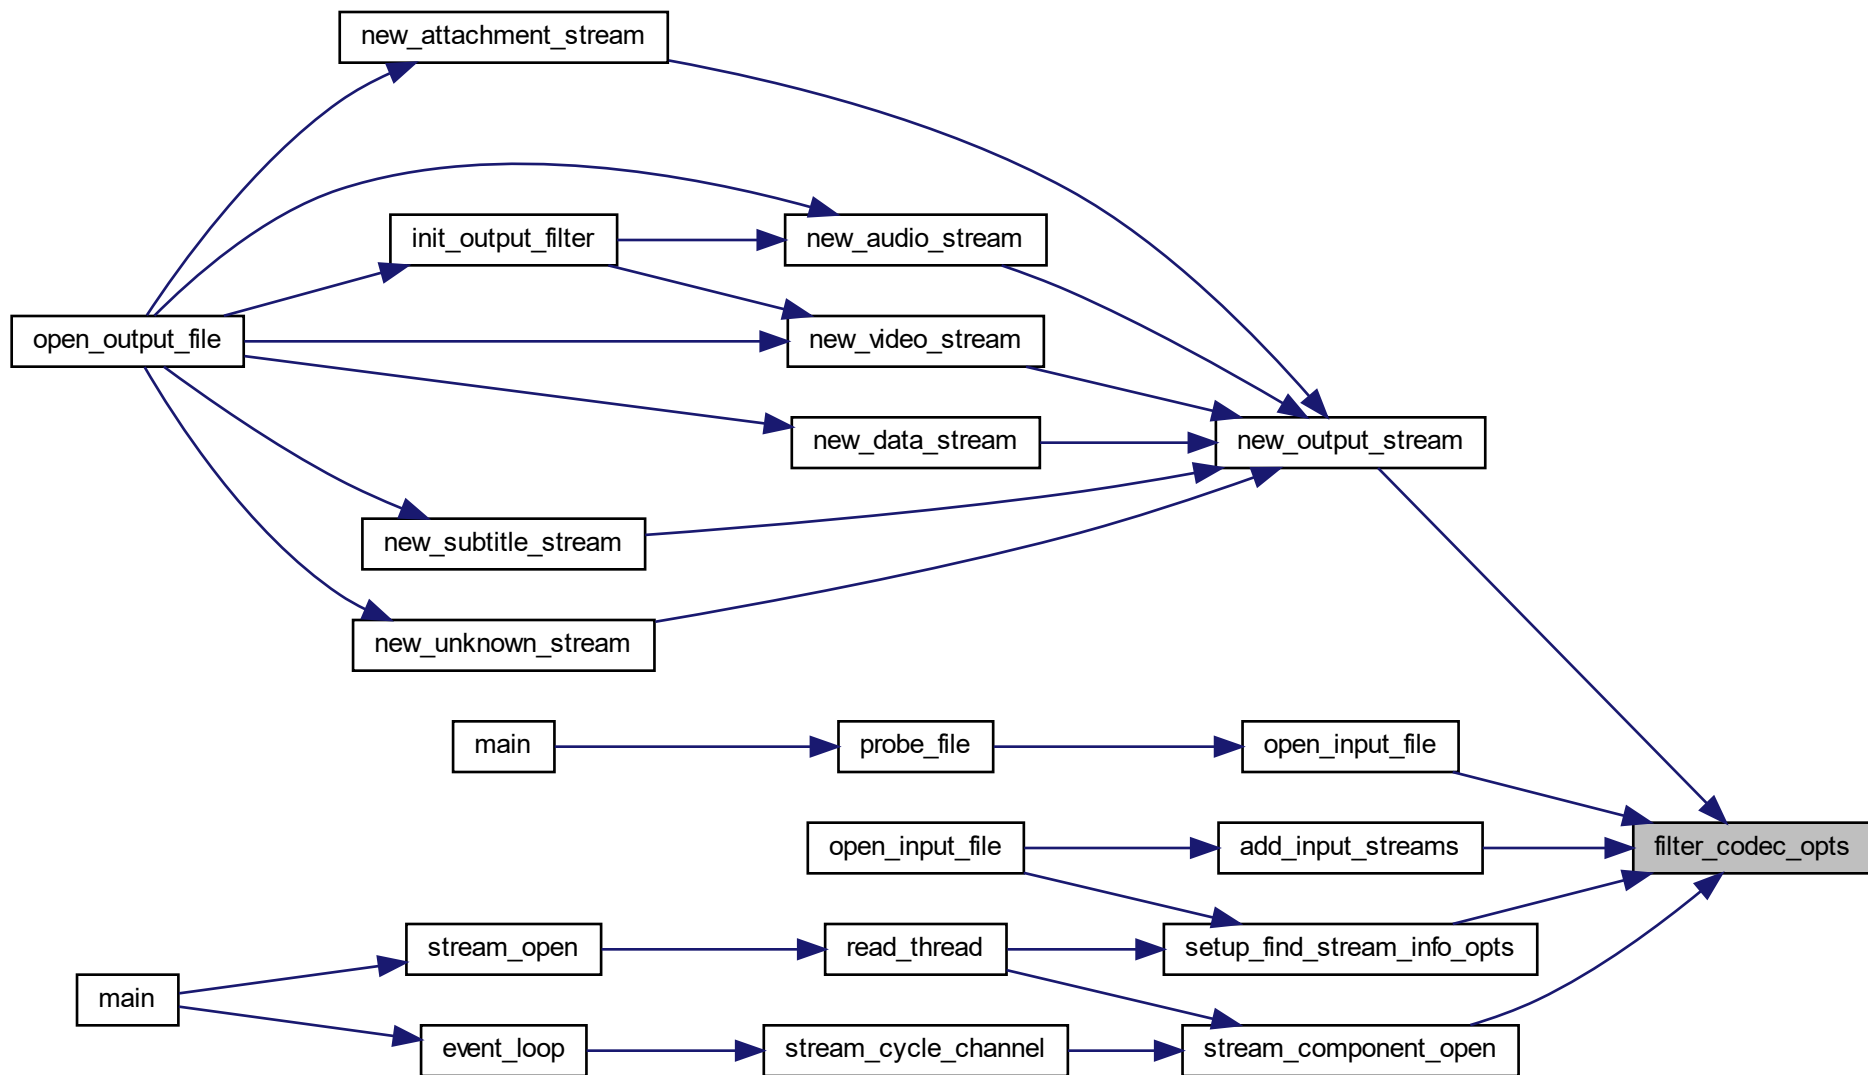 new_attachment_stream
init_output_filter
new_audio_stream
open_output_file
new_video_stream
new_data_stream
new_output_stream
new_subtitle_stream
new_unknown_stream
main
probe_file
open_input_file
open_input_file
add_input_streams
filter_codec_opts
stream_open
read_thread
setup_find_stream_info_opts
main
event_loop
stream_cycle_channel
stream_component_open